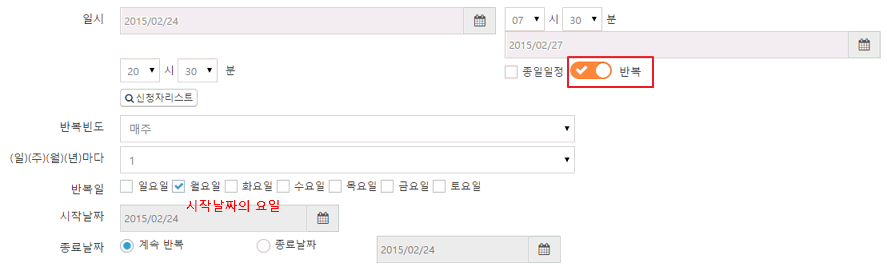 일시 2015/02/24 07 시 30 분
2015/02/27
20 시 30 분 종일일정 반복
신청자리스트
반복빈도 매주
(일)(주)(월)(년)마다 1
반복일 일요일 월요일 화요일 수요일 목요일 금요일 토요일
시작날짜의 요일
시작날짜 2015/02/24
종료날짜 계속 반복 종료날짜 2015/02/24